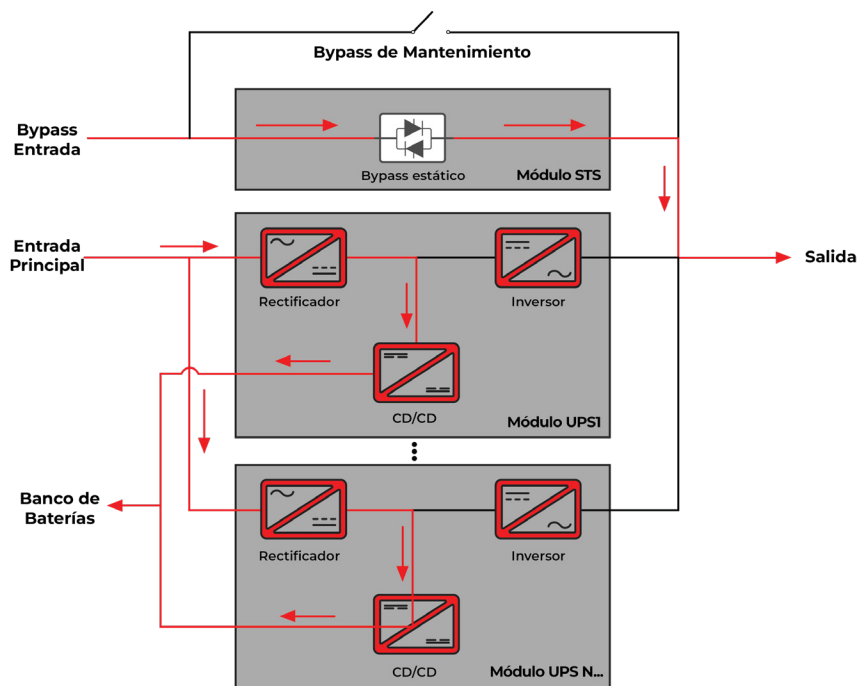 Bypass de Mantenimiento
Bypass
Entrada
Bypass estático
Módulo STS
Entrada
Principal
Rectificador
Inversor
Salida
CD/CD
Módulo UPS1
Banco de
Baterías
Rectificador
Inversor
CD/CD
Módulo UPS N...